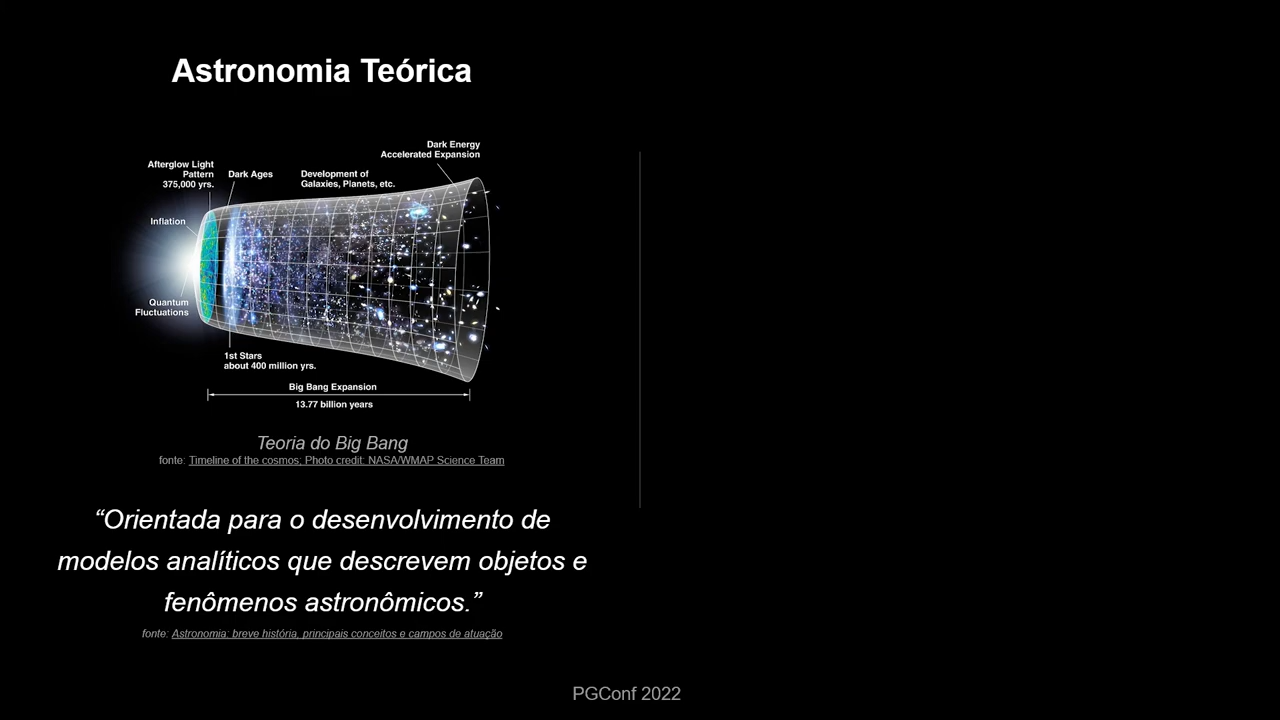 Astronomia Teórica
Dark Energy
Accelerated Expansion
Afterglow Light
Pattern
375,000 yrs.
Dark Ages
Development of
Galaxies, Planets, etc.
Inflation
Quantum
Fluctuations
1st Stars
about 400 million yrs.
Big Bang Expansion
13.77 billion years
Teoria do Big Bang
fonte: Timeline of the cosmos; Photo credit: NASA/WMAP Science Team
“Orientada para o desenvolvimento de
modelos analíticos que descrevem objetos e
fenômenos astronômicos.”
fonte: Astronomia: breve história, principais conceitos e campos de atuação
PGConf 2022